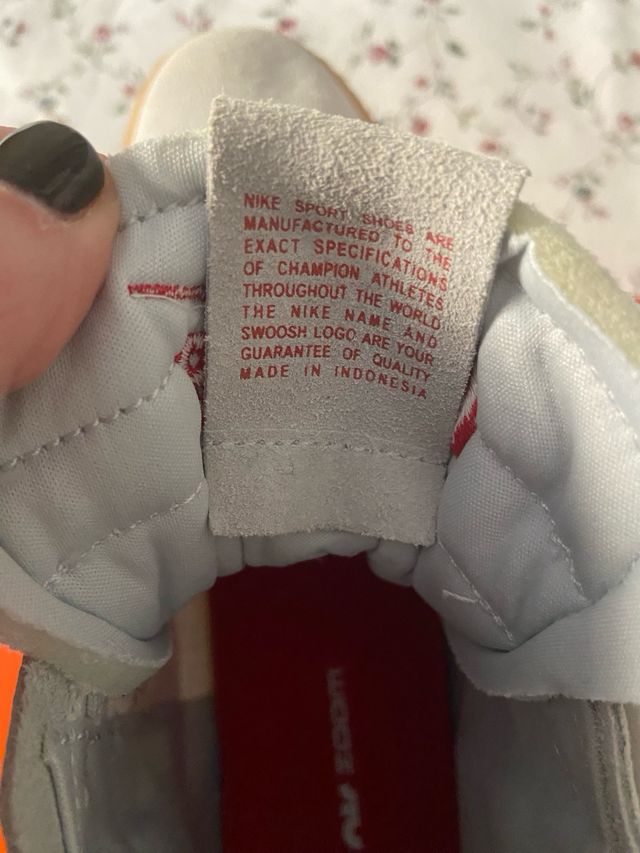 NIKE SPORT SHOES ARE
MANUFACTURED TO THE
EXACT SPECIFICATIONS
OF CHAMPION ATHLETES
THROUGHOUT THE WORLD
THE NIKE NAME AND
SWOOSH LOGO ARE YOUR
GUARANTEE OF QUALITY
MADE IN INDONESIA